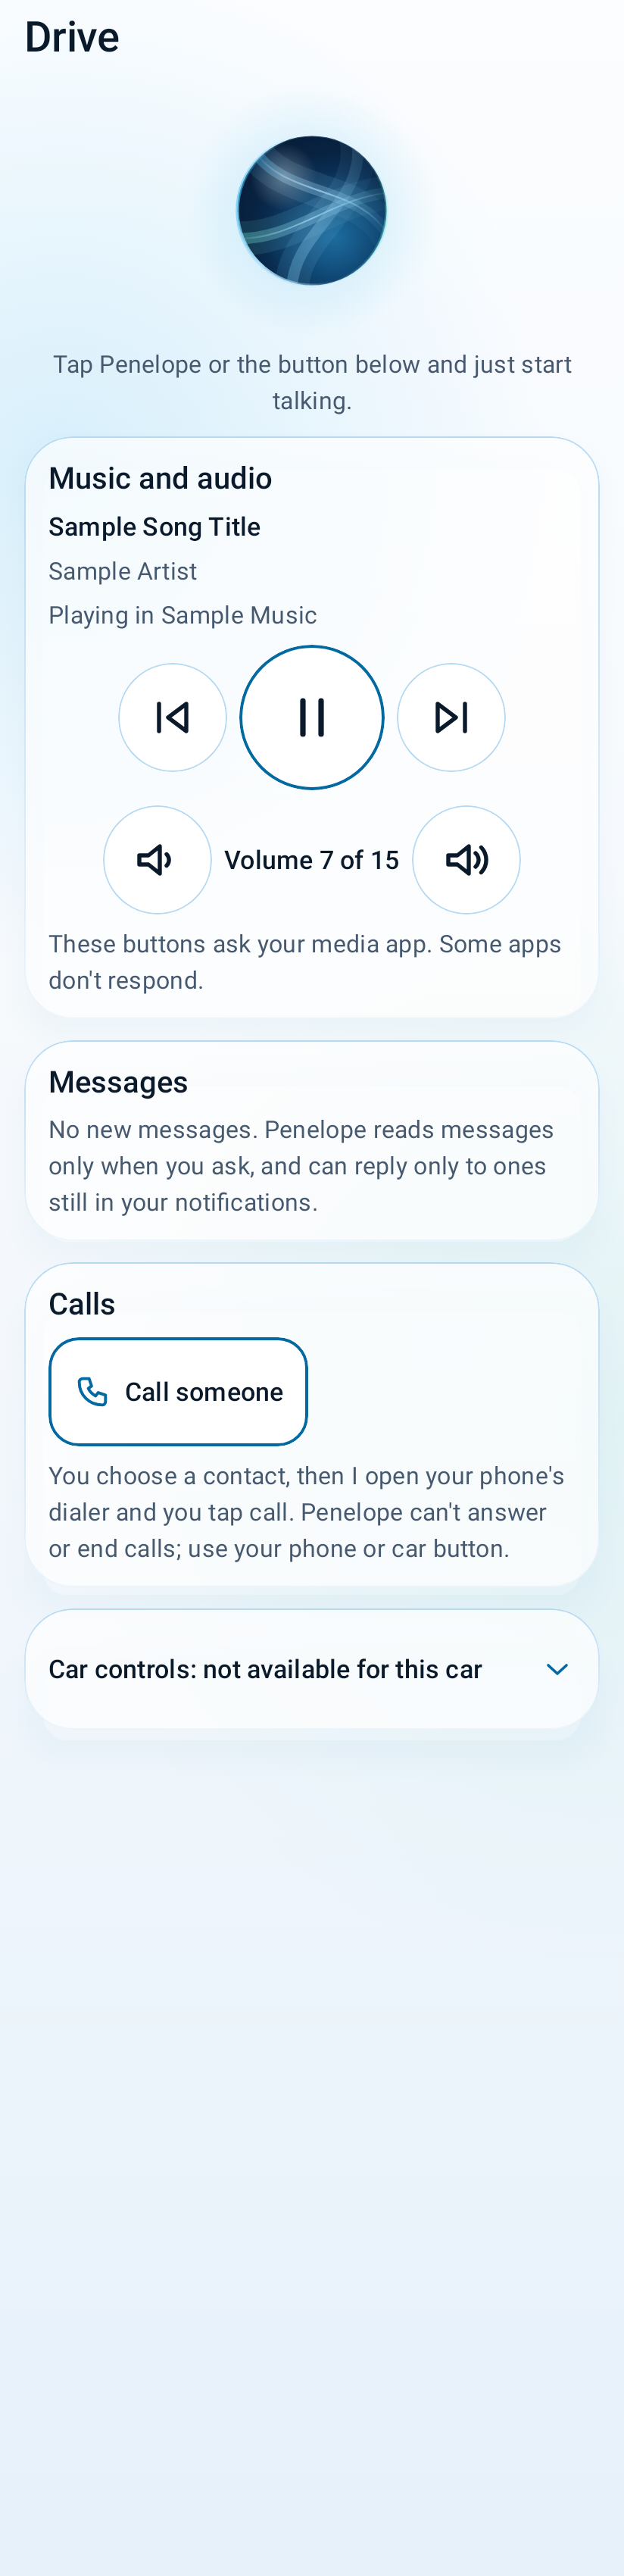 Drive
Tap Penelope or the button below and just start
talking.
Music and audio
Sample Song Title
Sample Artist
Playing in Sample Music
Volume 7 of 15
These buttons ask your media app. Some apps
don't respond.
Messages
No new messages. Penelope reads messages
only when you ask, and can reply only to ones
still in your notifications.
Calls
Call someone
You choose a contact, then I open your phone's
dialer and you tap call. Penelope can't answer
or end calls; use your phone or car button.
Car controls: not available for this car